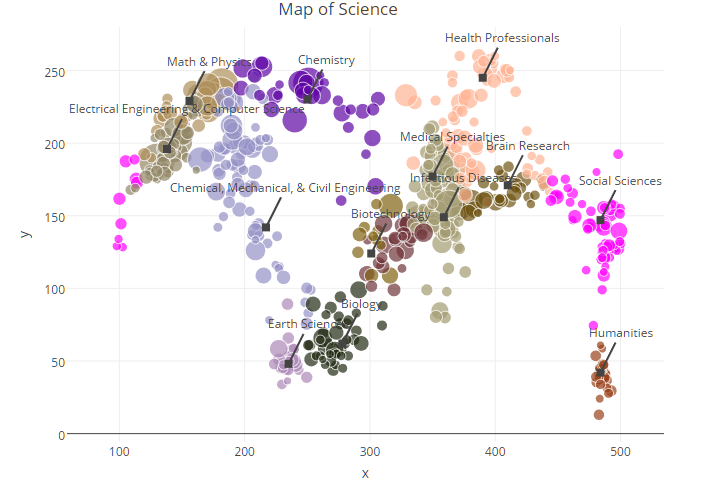 Map of Science
Health Professionals
Math & Physics
Chemistry
Electrical Engineering & Computer Science
Medical Specialties
Brain Research
Infectious Diseases
Social Sciences
Chemical, Mechanical, & Civil Engineering
Biotechnology
Biology
Earth Sciences
Humanities
y
250
200
150
100
50
0
100
200
300
400
500
x